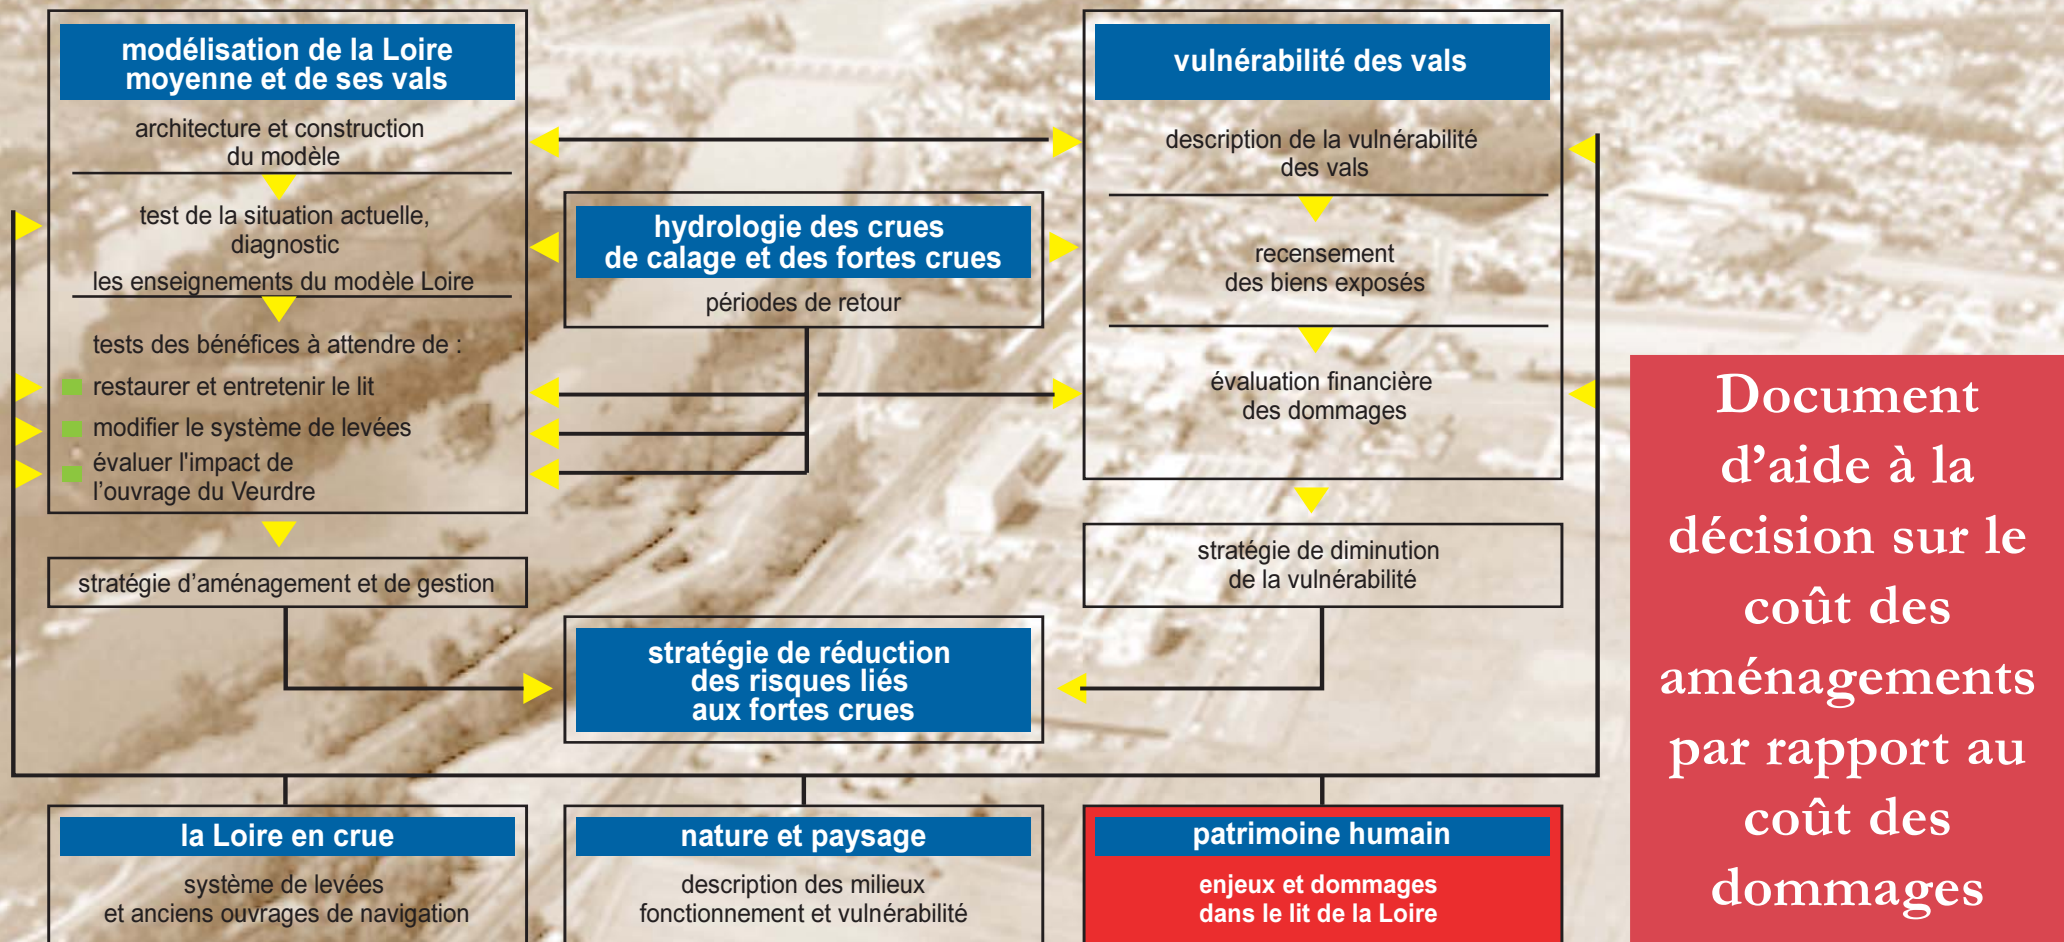 modélisation de la Loire
moyenne et de ses vals
architecture et construction
du modèle
test de la situation actuelle,
diagnostic
les enseignements du modèle Loire
tests des bénéfices à attendre de :
restaurer et entretenir le lit
modifier le système de levées
évaluer l'impact de
l'ouvrage du Veurdre
stratégie d'aménagement et de gestion
hydrologie des crues
de calage et des fortes crues
périodes de retour
vulnérabilité des vals
description de la vulnérabilité
des vals
recensement
des biens exposés
évaluation financière
des dommages
stratégie de diminution
de la vulnérabilité
stratégie de réduction
des risques liés
aux fortes crues
la Loire en crue
système de levées
et anciens ouvrages de navigation
nature et paysage
description des milieux
fonctionnement et vulnérabilité
patrimoine humain
enjeux et dommages
dans le lit de la Loire
Document
d'aide à la
décision sur le
coût des
aménagements
par rapport au
coût des
dommages